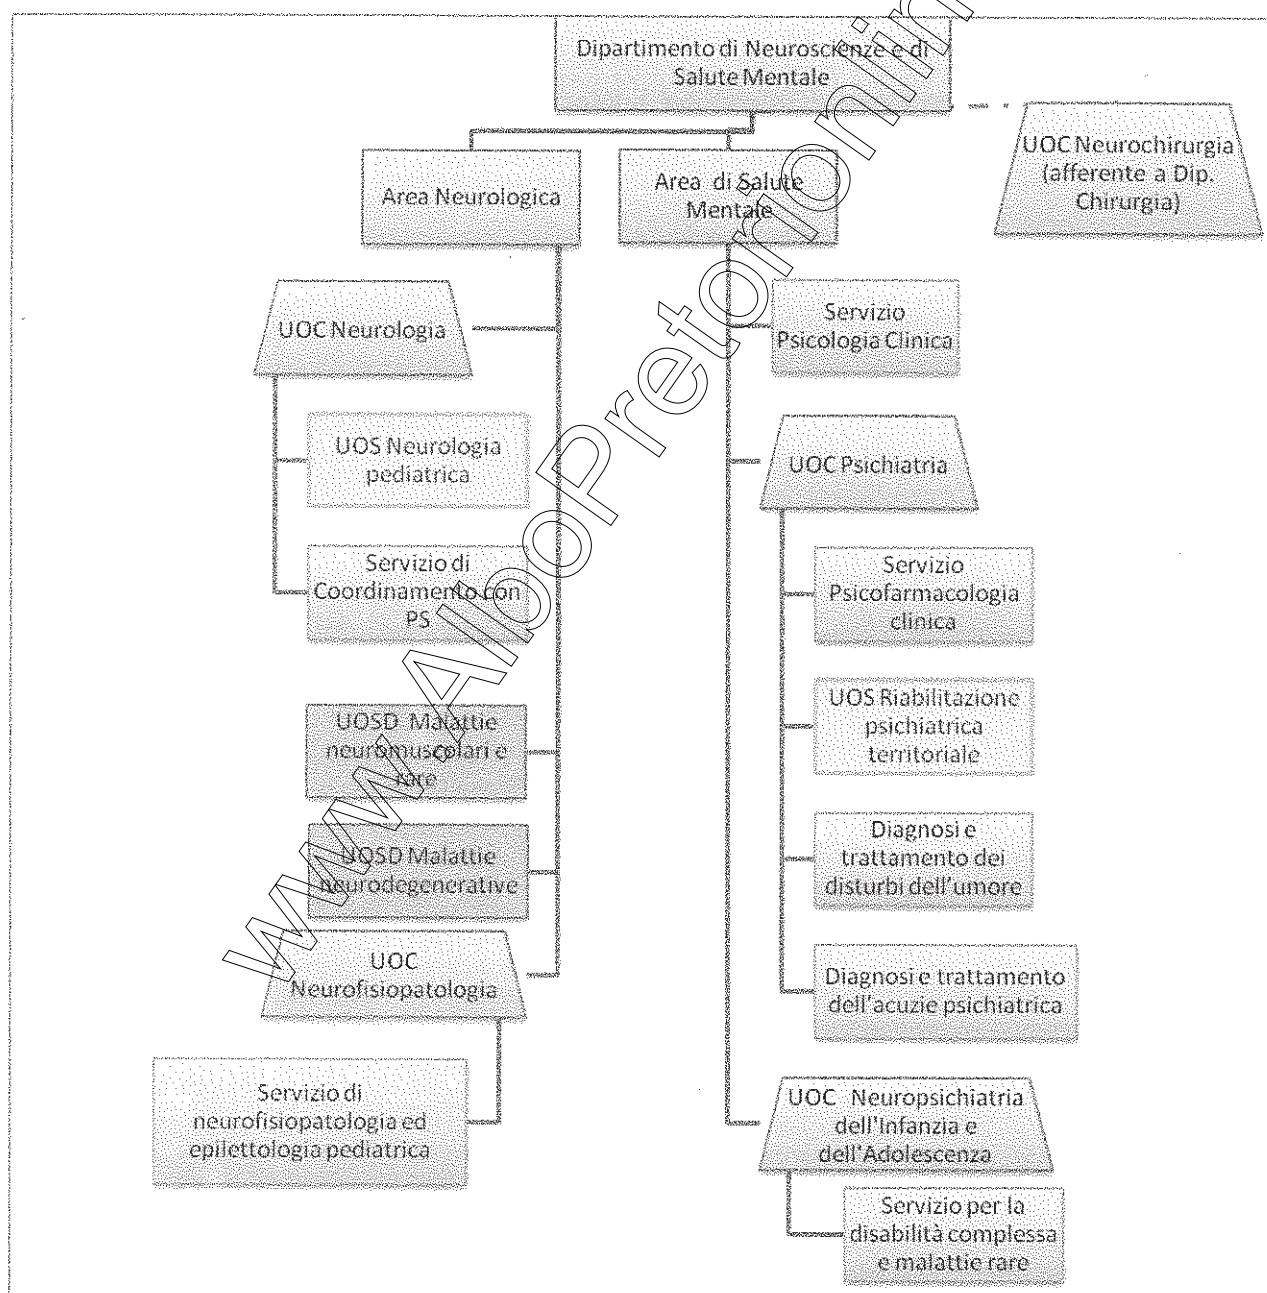 Dipartimento di Neuroscienze e di
Salute Mentale
UOC Neurochirurgia
(afferente a Dip.
Chirurgia)
Area Neurologica
Area di Salute
Mentale
UOC Neurologia
UOS Neurologia
pediatrica
Servizio di
Coordinamento con
PS
UOSD Malattie
neuromuscolari e
rare
UOSD Malattie
neurodegenerative
UOC
Neurofisiopatologia
Servizio di
neurofisiopatologia ed
epilettologia pediatrica
Servizio
Psicologia Clinica
UOC Psichiatria
Servizio
Psicofarmacologia
clinica
UOS Riabilitazione
psichiatrica
territoriale
Diagnosi e
trattamento dei
disturbi dell'umore
Diagnosi e trattamento
dell'acuzie psichiatrica
UOC Neuropsichiatria
dell'Infanzia e
dell'Adolescenza
Servizio per la
disabilità complessa
e malattie rare
www.AlboPretorionlin